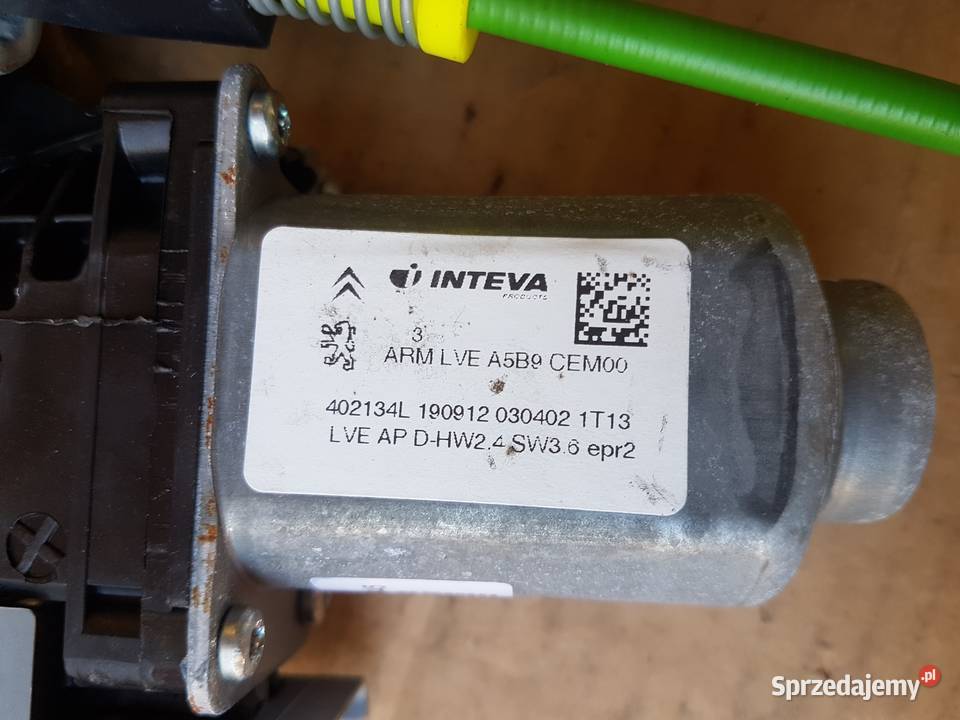 INTEVA
PRODUCTS
3
ARM LVE A5B9 CEM00
402134L 190912 030402 1T13
LVE AP D-HW2.4 SW3.6 epr2
Sprzedajemy.pl